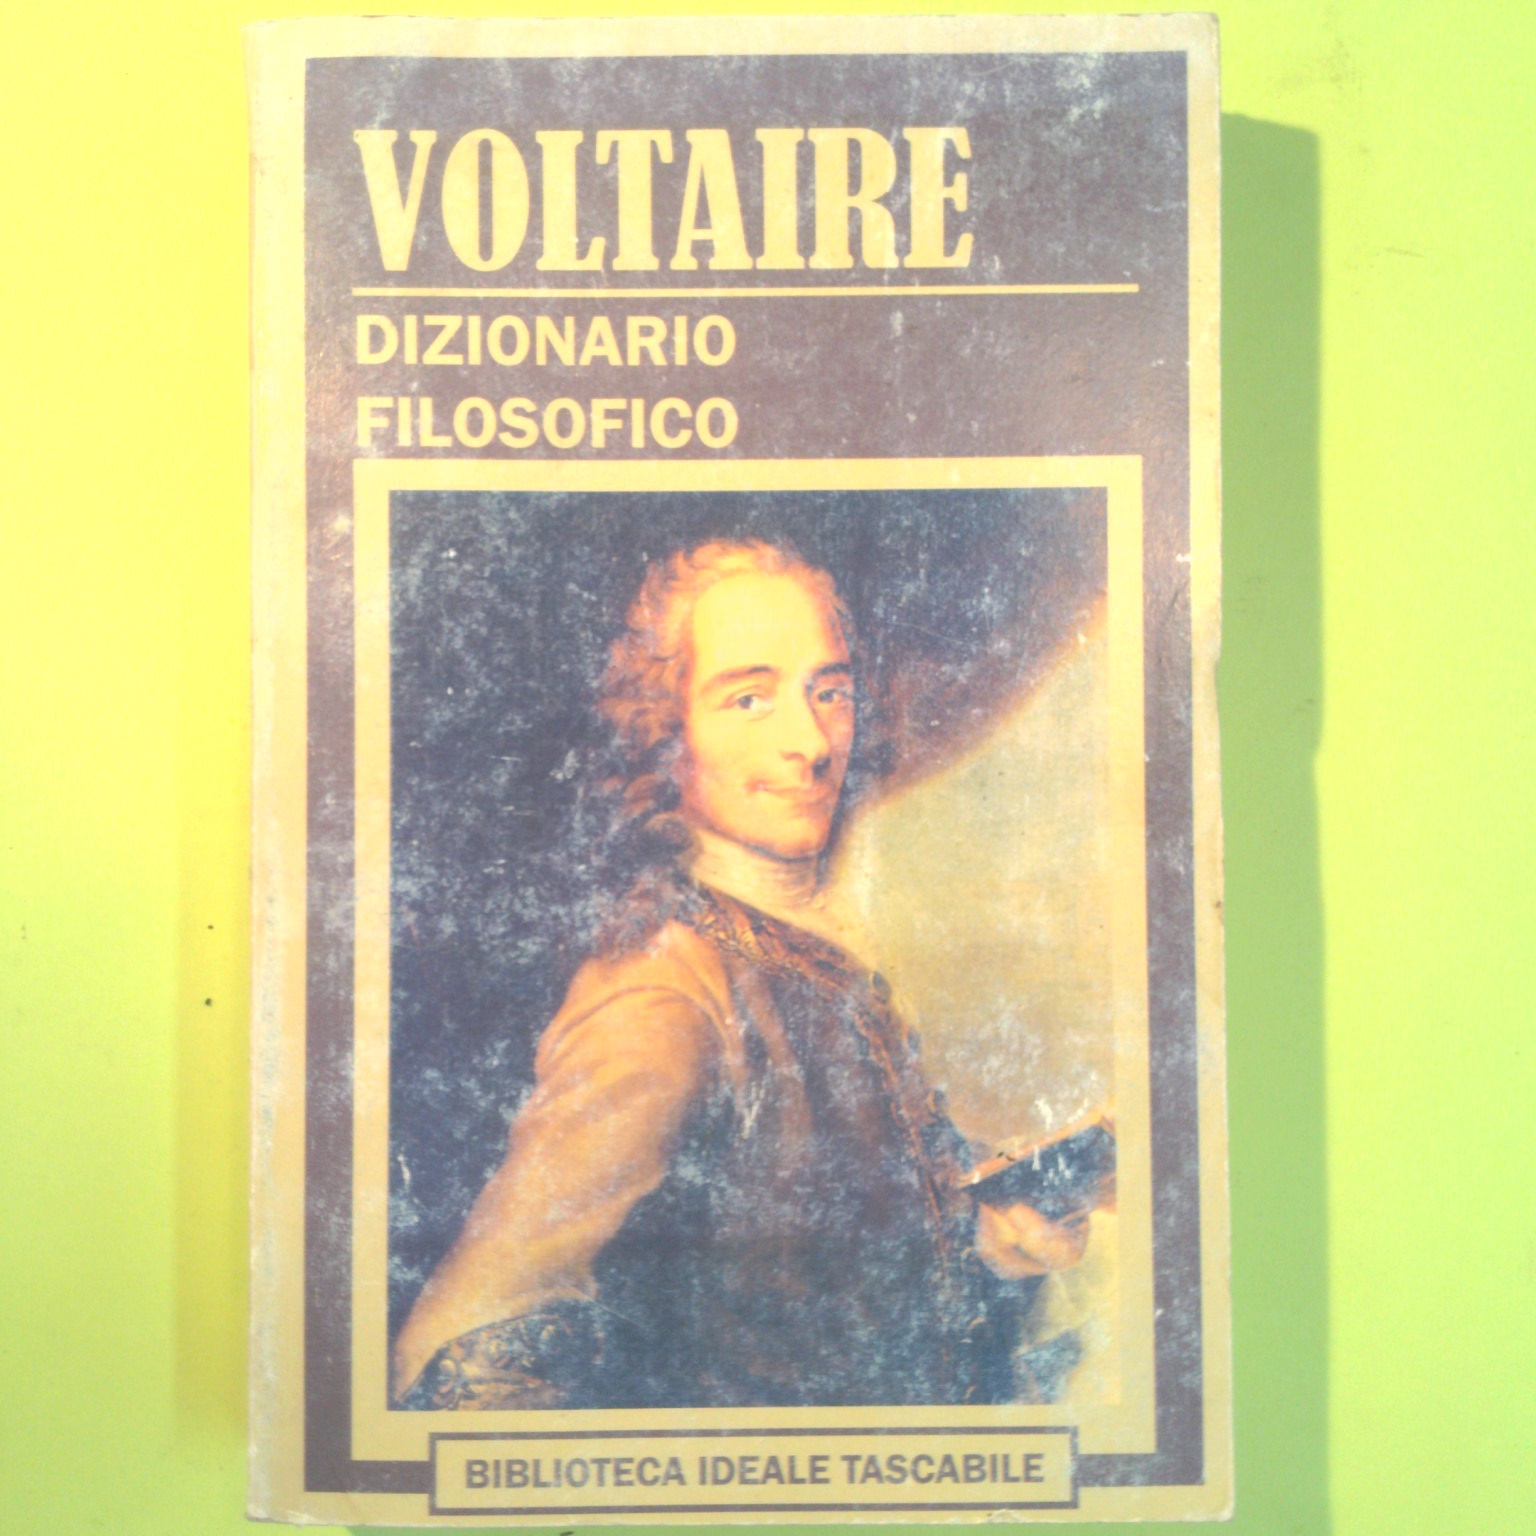 VOLTAIRE
DIZIONARIO
FILOSOFICO
BIBLIOTECA IDEALE TASCABILE